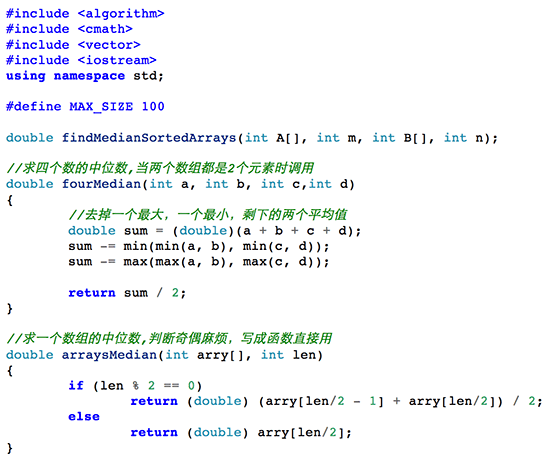 #include <algorithm>
#include <cmath>
#include <vector>
#include <iostream>
using namespace std;
#define MAX_SIZE 100
double findMedianSortedArrays(int A[], int m, int B[], int n);
//求四个数的中位数,当两个数组都是2个元素时调用
double fourMedian(int a, int b, int c,int d)
{
//去掉一个最大，一个最小，剩下的两个平均值
double sum = (double)(a + b + c + d);
sum -= min(min(a, b), min(c, d));
sum -= max(max(a, b), max(c, d));
return sum / 2;
}
//求一个数组的中位数,判断奇偶麻烦，写成函数直接用
double arraysMedian(int arry[], int len)
{
if (len % 2 == 0)
return (double) (arry[len/2 - 1] + arry[len/2]) / 2;
else
return (double) arry[len/2];
}